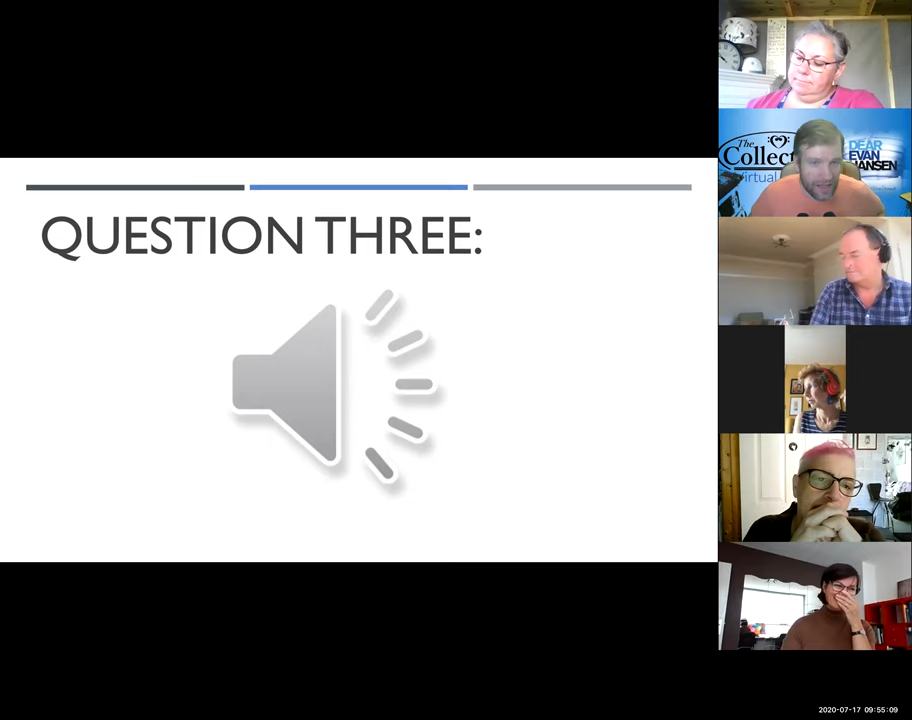 QUESTION THREE:
The
Collect
Virtual
DEAR
EVAN
HANSEN
2020-07-17 09:55:09